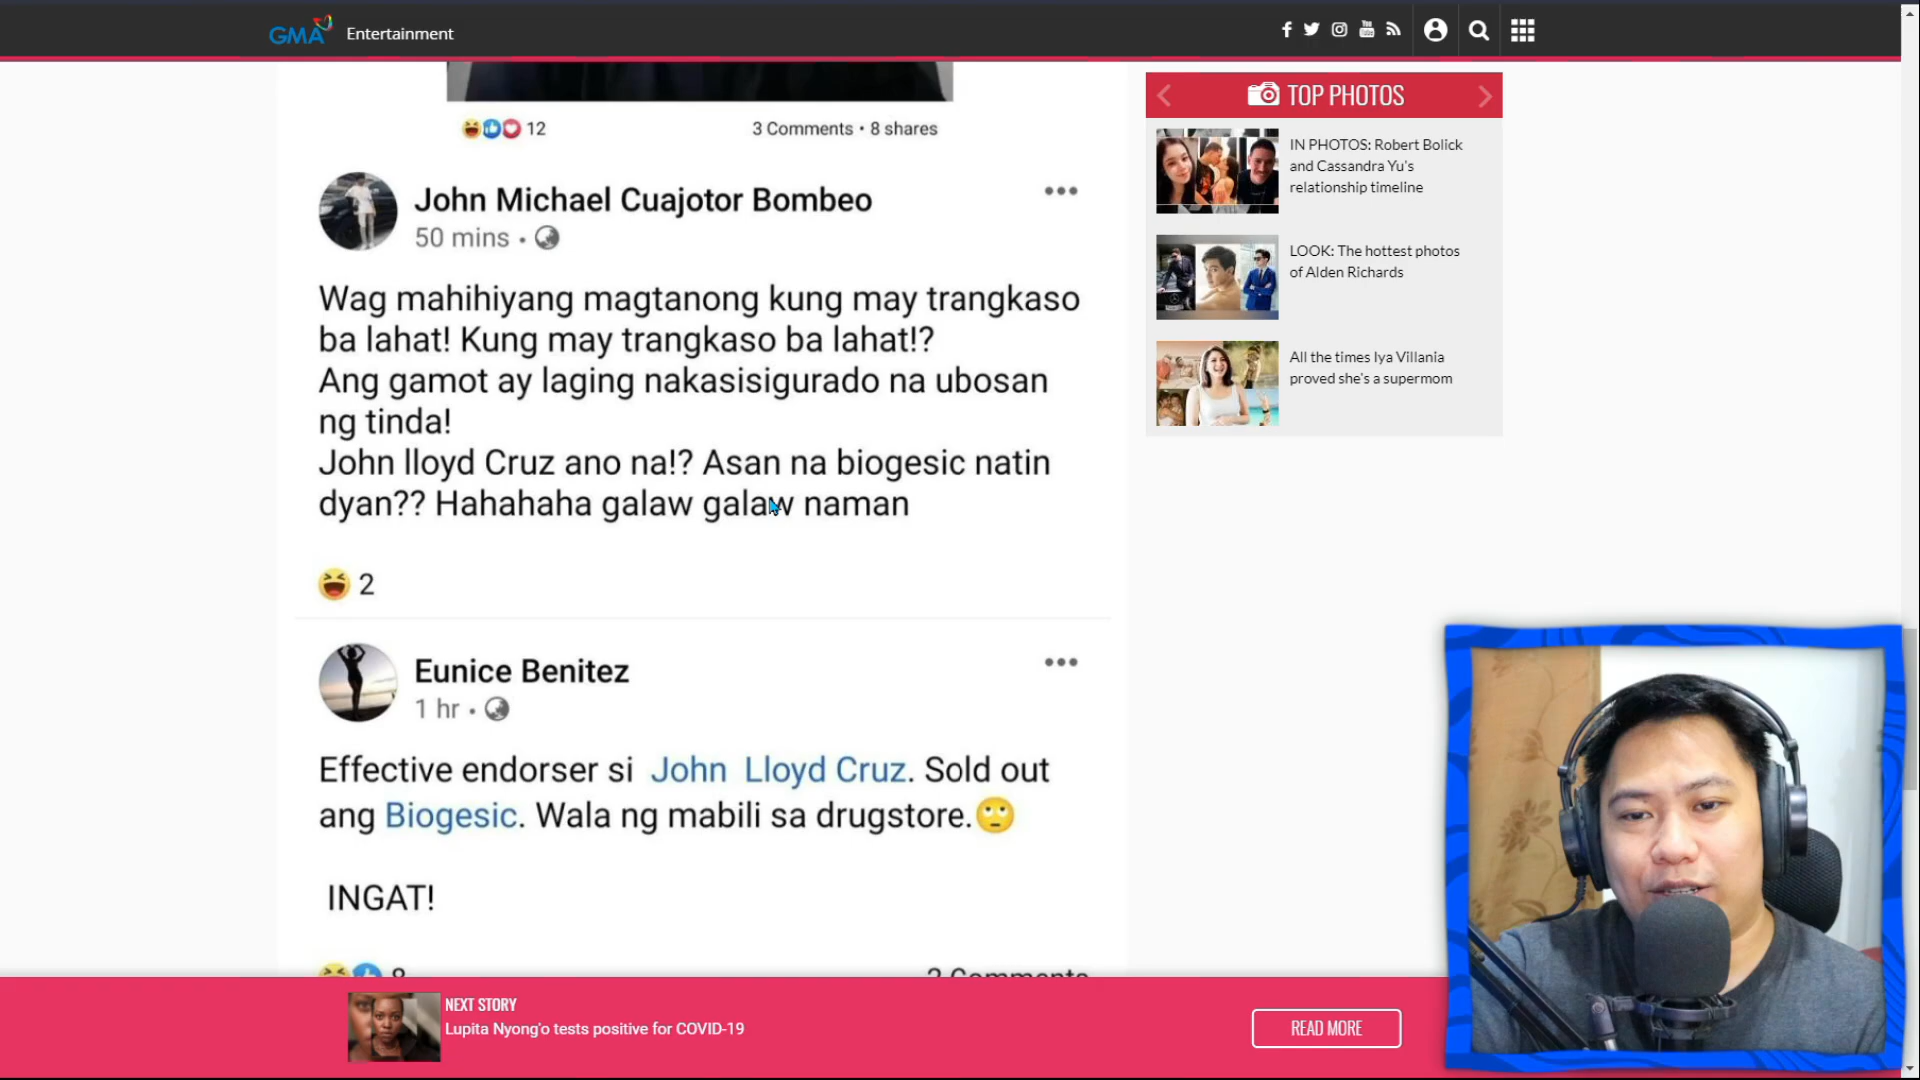 GMA Entertainment
12
3 Comments • 8 shares
John Michael Cuajotor Bombeo
50 mins •
Wag mahihiyang magtanong kung may trangkaso
ba lahat! Kung may trangkaso ba lahat!?
Ang gamot ay laging nakasisigurado na ubosan
ng tinda!
John lloyd Cruz ano na!? Asan na biogesic natin
dyan?? Hahahaha galaw galaw naman
2
Eunice Benitez
1 hr •
Effective endorser si John Lloyd Cruz. Sold out
ang Biogesic. Wala ng mabili sa drugstore.🙄
INGAT!
8
2 Comments
TOP PHOTOS
IN PHOTOS: Robert Bolick
and Cassandra Yu's
relationship timeline
LOOK: The hottest photos
of Alden Richards
All the times Iya Villania
proved she's a supermom
NEXT STORY
Lupita Nyong'o tests positive for COVID-19
READ MORE